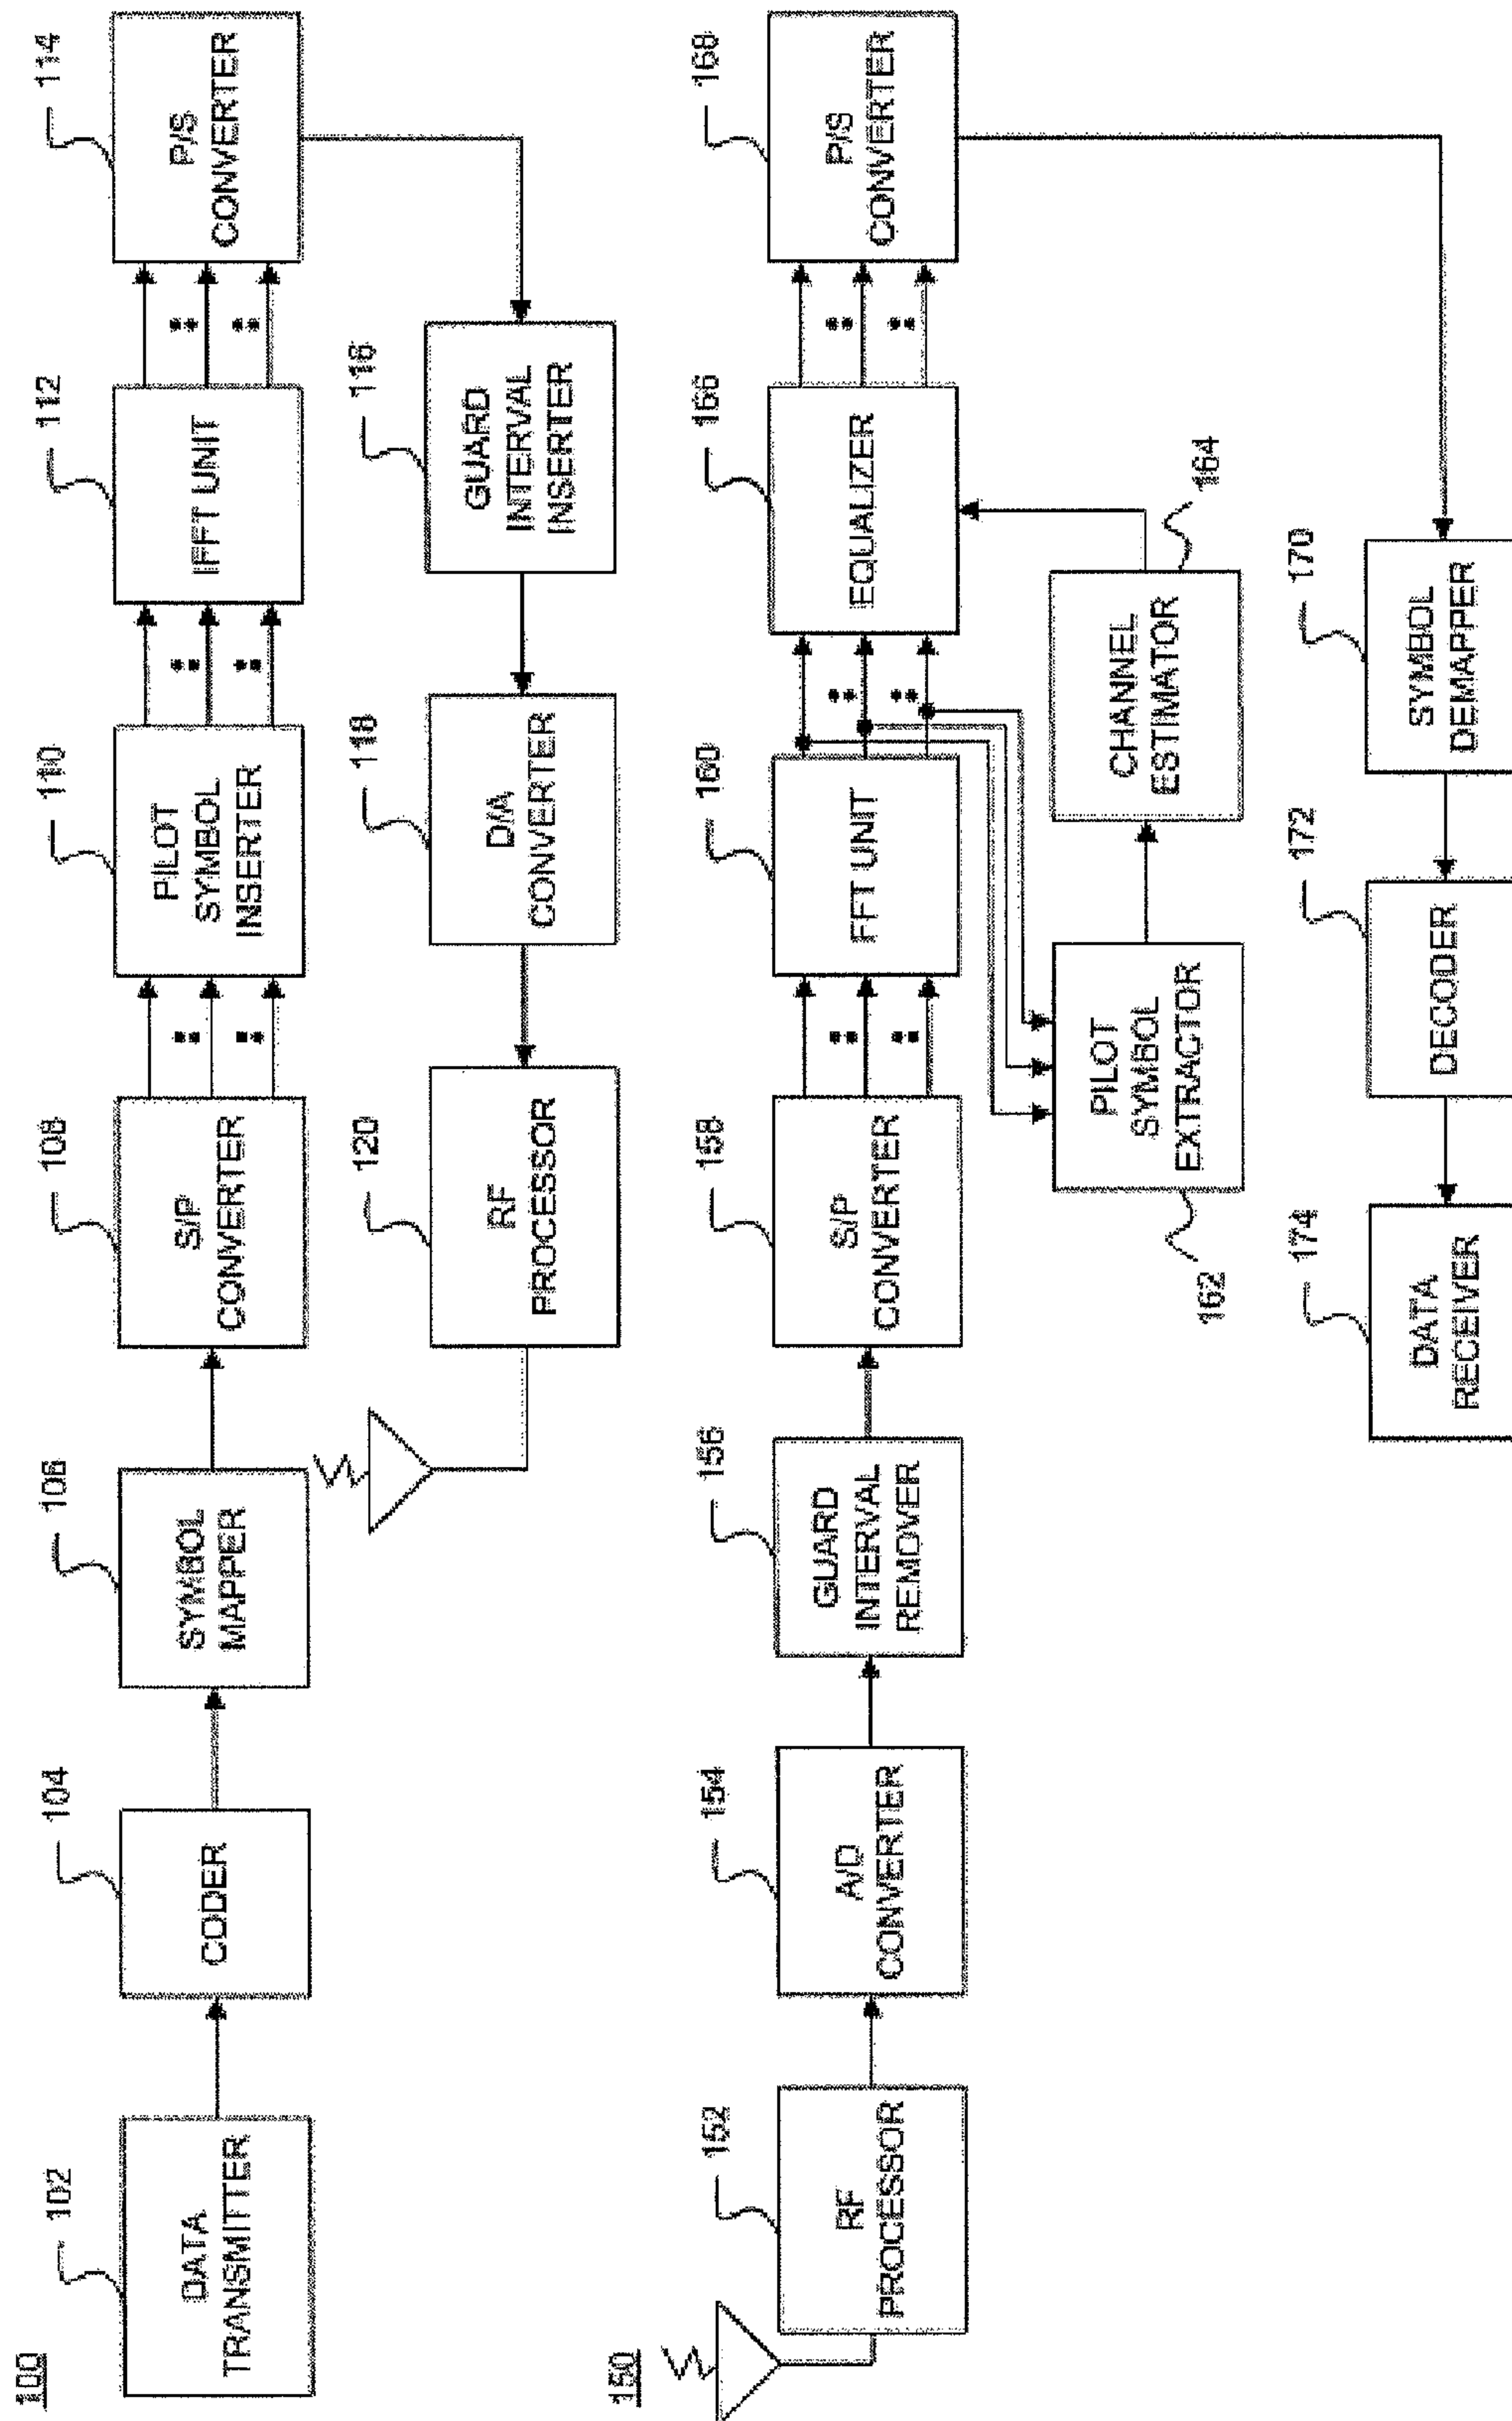 100
102
DATA
TRANSMITTER
104
CODER
106
SYMBOL
MAPPER
108
S/P
CONVERTER
110
PILOT
SYMBOL
INSERTER
112
IFFT UNIT
114
P/S
CONVERTER
116
GUARD
INTERVAL
INSERTER
118
D/A
CONVERTER
120
RF
PROCESSOR
150
152
RF
PROCESSOR
154
A/D
CONVERTER
156
GUARD
INTERVAL
REMOVER
158
S/P
CONVERTER
160
FFT UNIT
162
PILOT
SYMBOL
EXTRACTOR
164
CHANNEL
ESTIMATOR
166
EQUALIZER
168
P/S
CONVERTER
170
SYMBOL
DEMAPPER
172
DECODER
174
DATA
RECEIVER